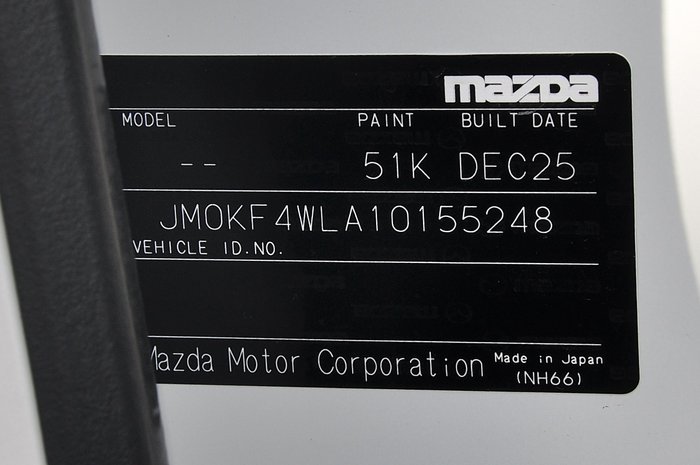 mazda
MODEL PAINT BUILT DATE
-- 51K DEC25
JM0KF4WLA10155248
VEHICLE ID.NO.
Mazda Motor Corporation Made in Japan
(NH66)